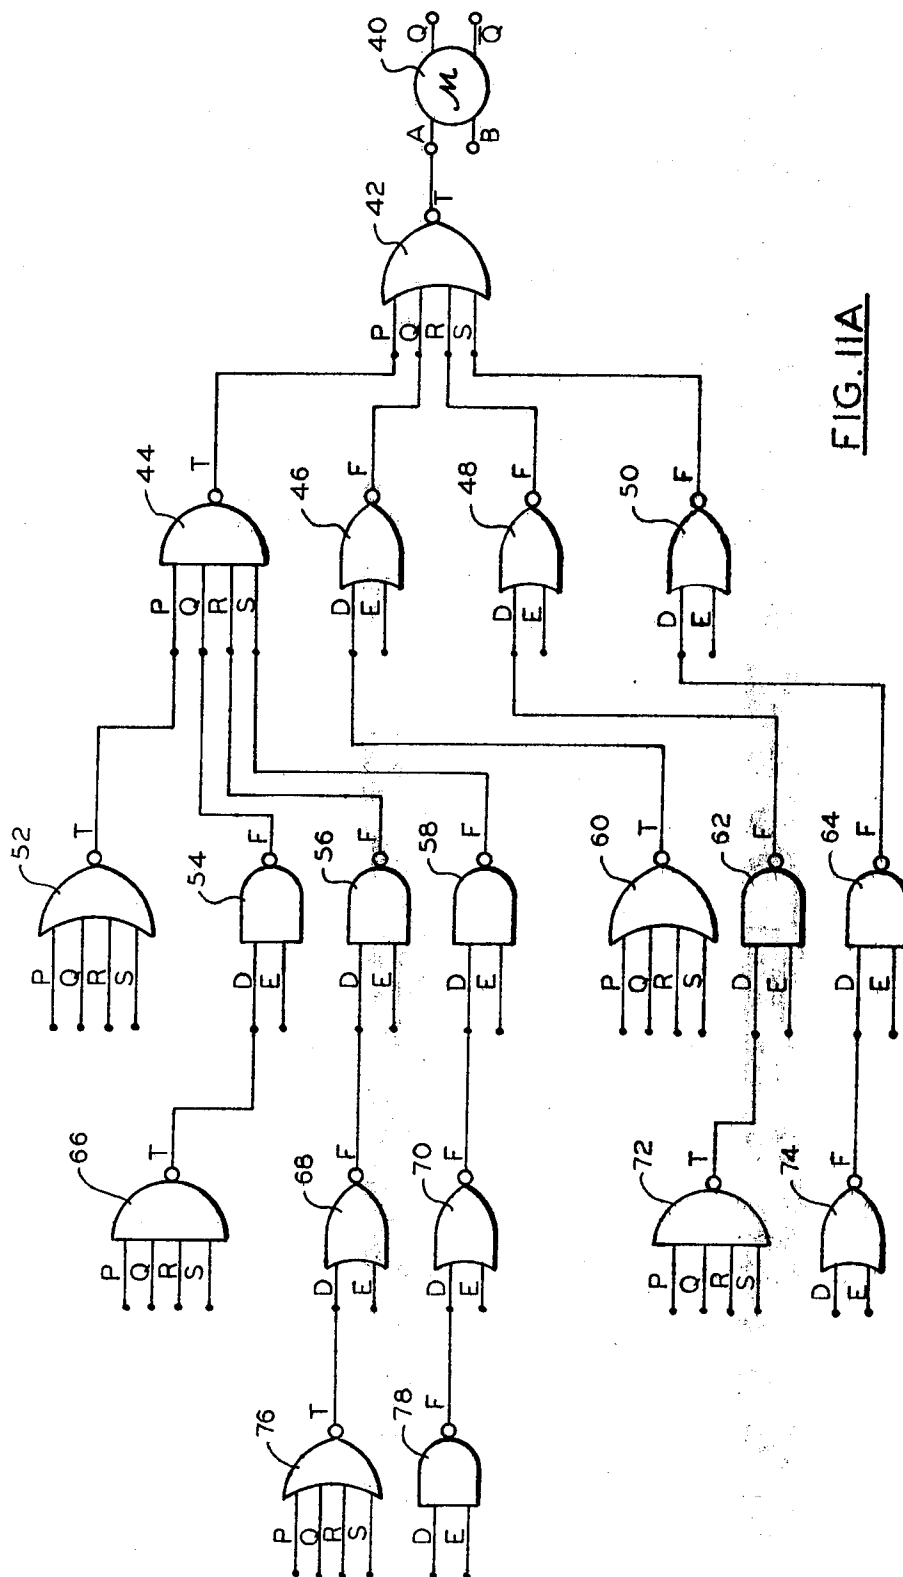 40
Q
Q̅
𝓜
A
B
42
T
P
Q
R
S
44
T
P
Q
R
S
46
F
D
E
48
F
D
E
50
F
D
E
52
T
P
Q
R
S
54
F
D
E
56
F
D
E
58
F
D
E
60
T
P
Q
R
S
62
F
D
E
64
F
D
E
66
T
P
Q
R
S
68
F
D
E
70
F
D
E
72
T
P
Q
R
S
74
F
D
E
76
T
P
Q
R
S
78
F
D
E
FIG. 11A